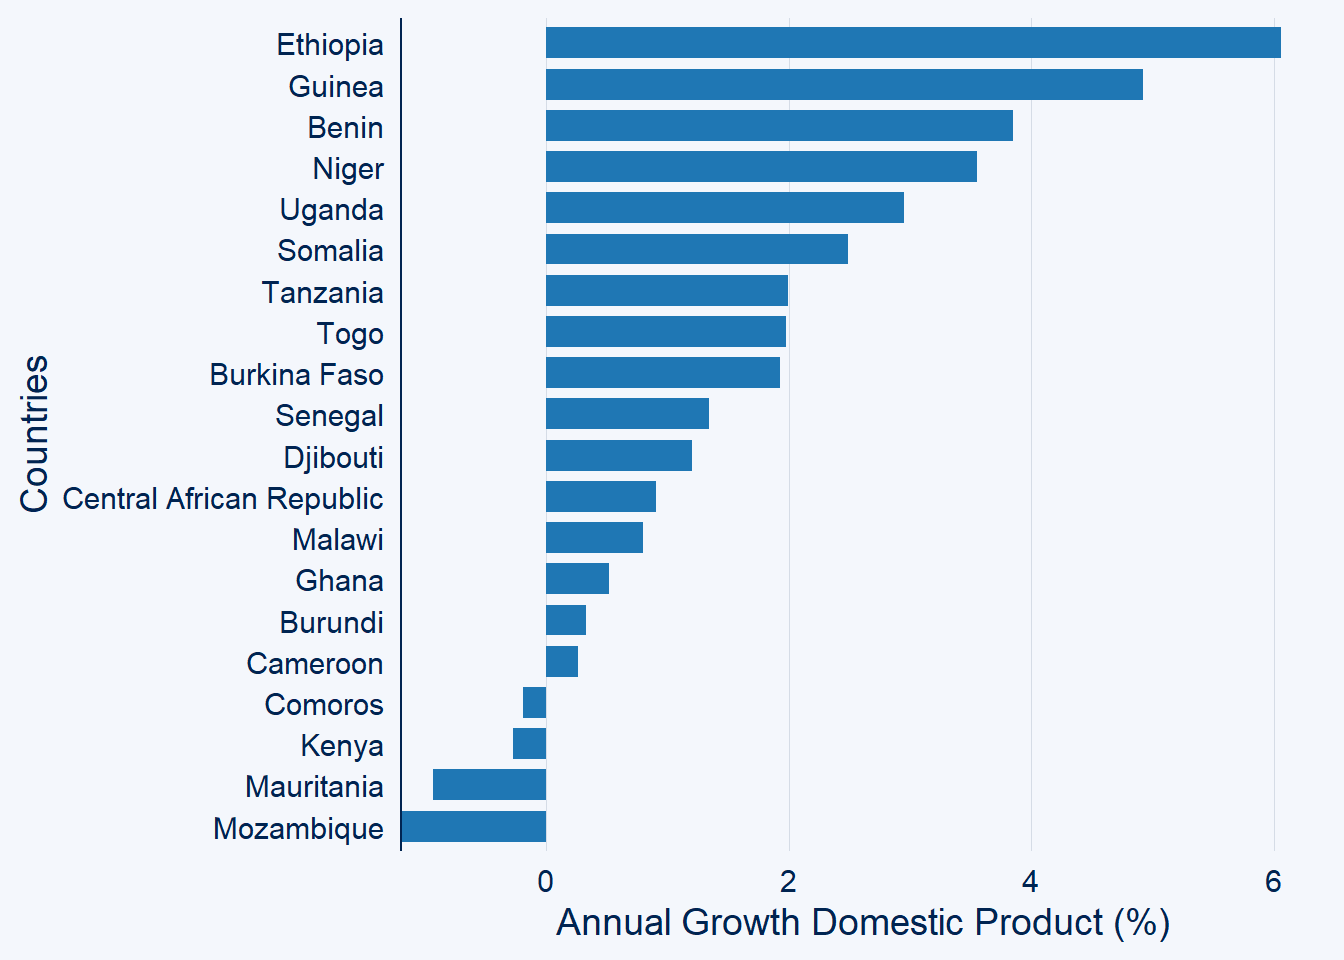 Ethiopia
Guinea
Benin
Niger
Uganda
Somalia
Tanzania
Togo
Burkina Faso
Senegal
Djibouti
Central African Republic
Malawi
Ghana
Burundi
Cameroon
Comoros
Kenya
Mauritania
Mozambique
Countries
0 2 4 6
Annual Growth Domestic Product (%)